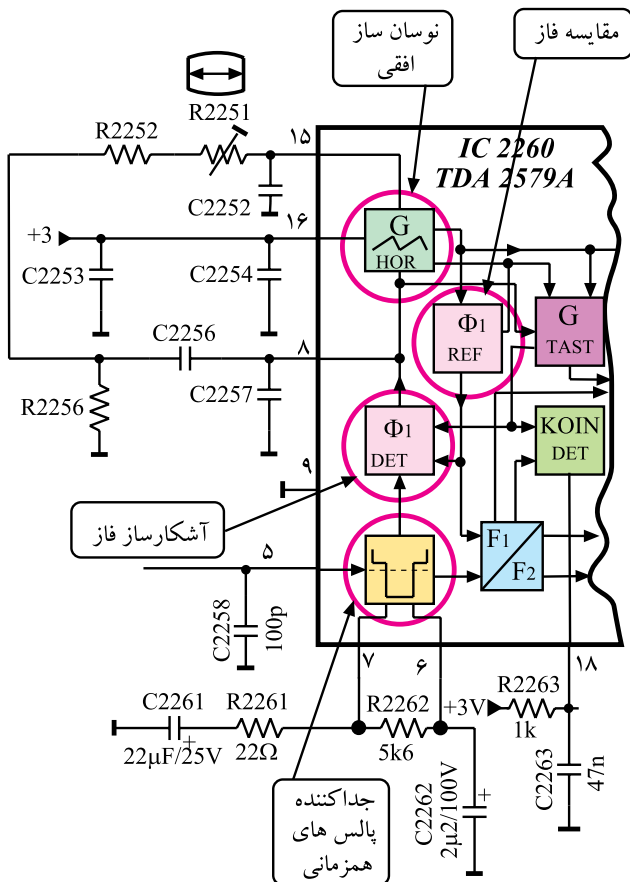 نوسان ساز
افقی
مقایسه فاز
R2251
R2252
۱۵
IC 2260
TDA 2579A
C2252
۱۶
+3
G
HOR
C2253
C2254
Φ1
REF
G
TAST
۸
C2256
R2256
C2257
Φ1
DET
KOIN
DET
۹
آشکارساز فاز
۵
F1
F2
C2258
100p
۷
۶
۱۸
C2261
R2261
R2262
+3V
R2263
22µF/25V
22Ω
5k6
1k
C2262
2µ2/100V
+
+
C2263
47n
جداکننده
پالس های
همزمانی